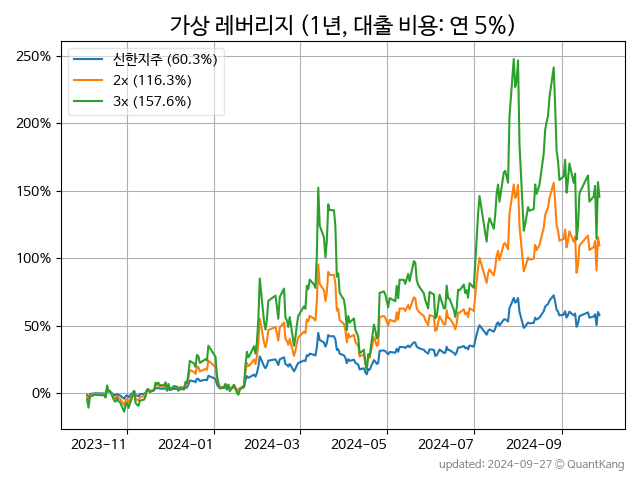 가상 레버리지 (1년, 대출 비용: 연 5%)
250%
200%
150%
100%
50%
0%
신한지주 (60.3%)
2x (116.3%)
3x (157.6%)
2023-11
2024-01
2024-03
2024-05
2024-07
2024-09
updated: 2024-09-27 © QuantKang